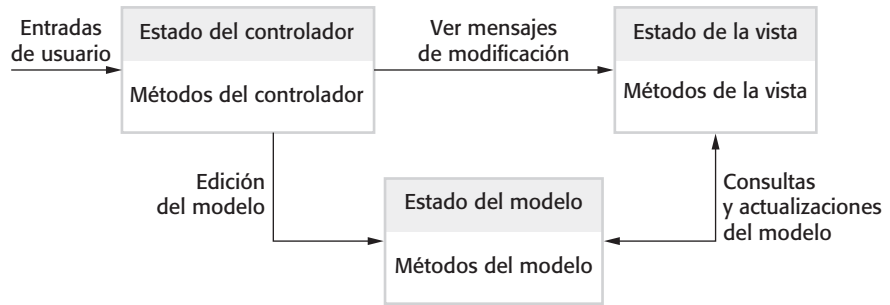 Entradas
de usuario
Estado del controlador
Métodos del controlador
Ver mensajes
de modificación
Estado de la vista
Métodos de la vista
Edición
del modelo
Estado del modelo
Métodos del modelo
Consultas
y actualizaciones
del modelo